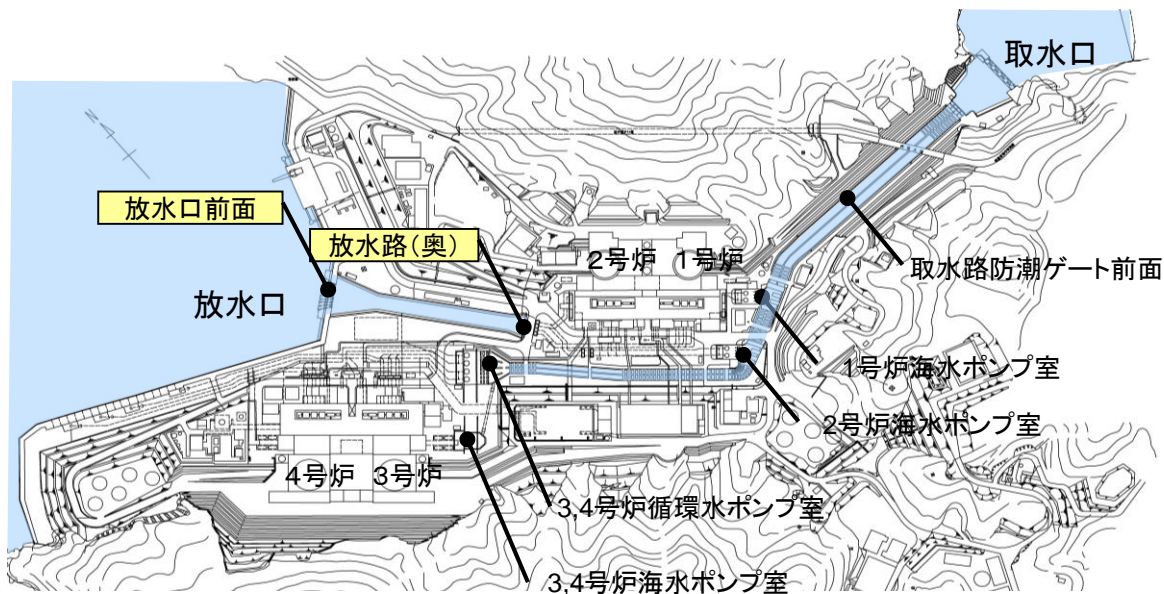 取水口
N
放水口前面
放水路(奥)
2号炉
1号炉
取水路防潮ゲート前面
放水口
1号炉海水ポンプ室
2号炉海水ポンプ室
4号炉
3号炉
3,4号炉循環水ポンプ室
3,4号炉海水ポンプ室